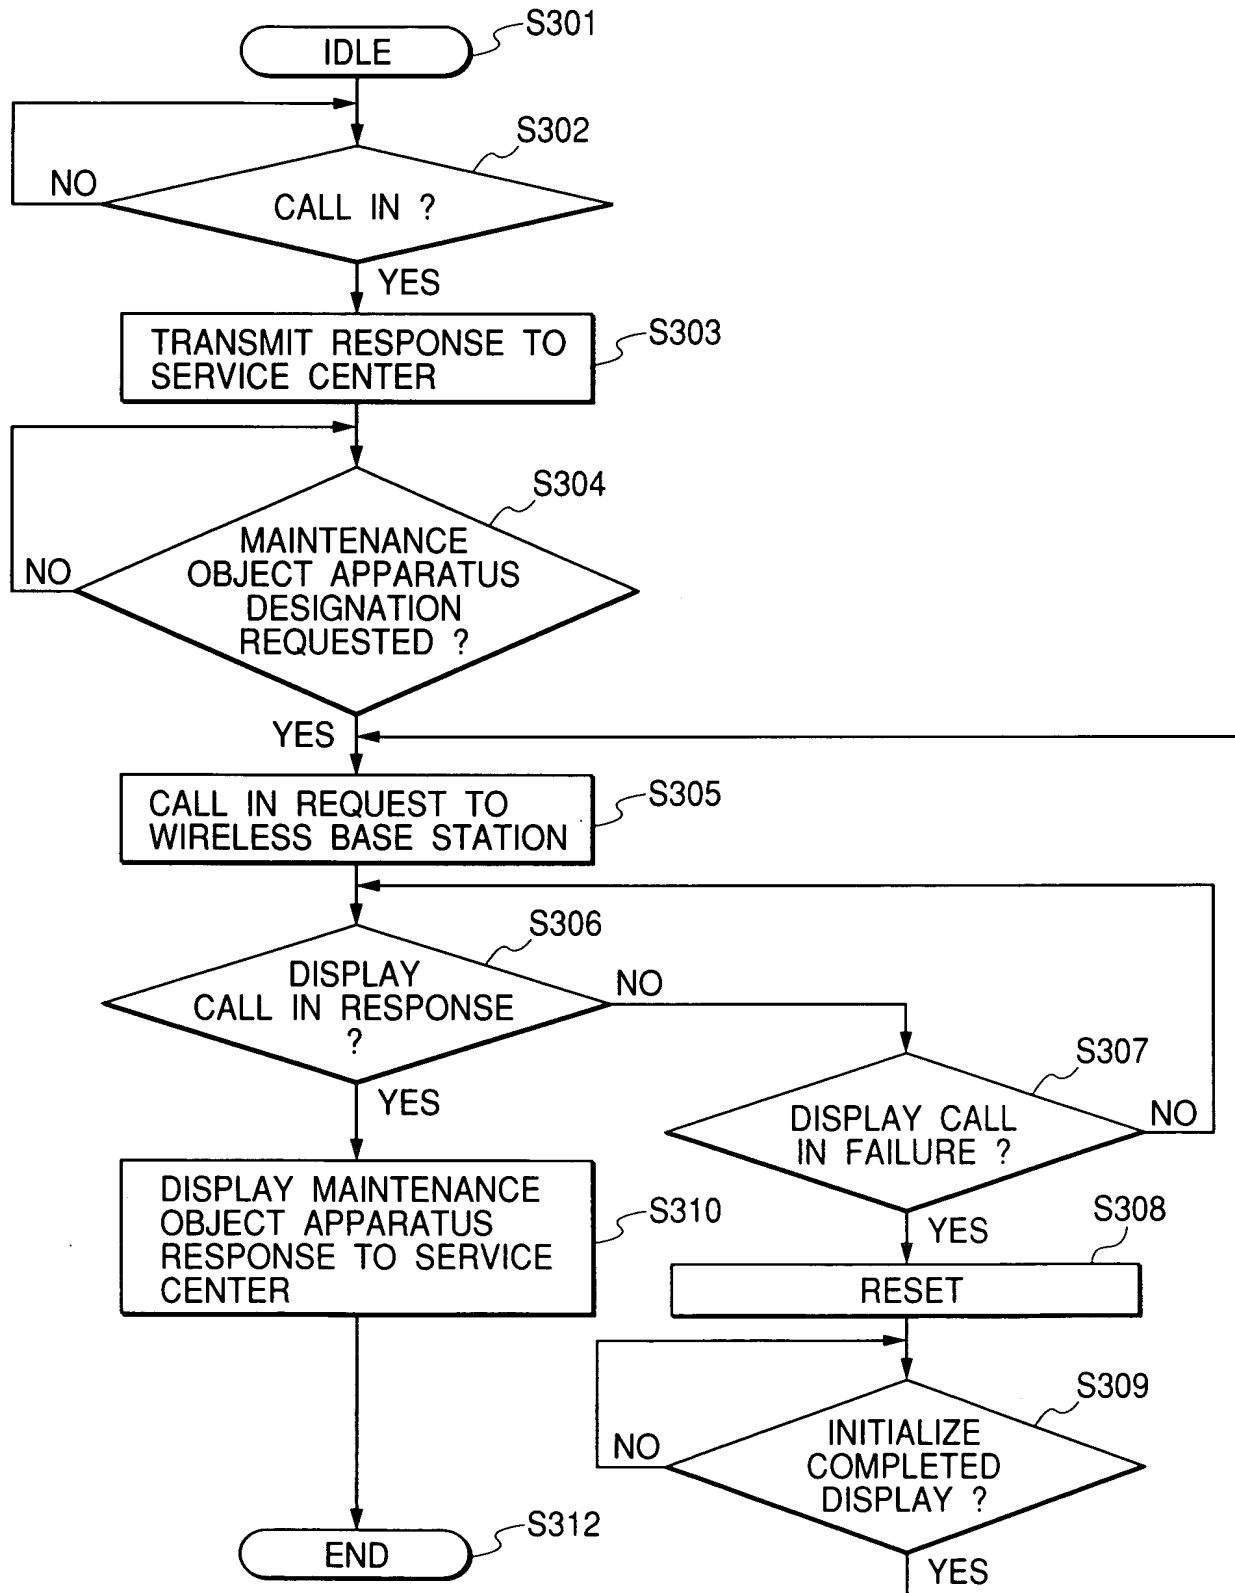 S301
IDLE
S302
NO
CALL IN ?
YES
S303
TRANSMIT RESPONSE TO
SERVICE CENTER
S304
MAINTENANCE
OBJECT APPARATUS
DESIGNATION
REQUESTED ?
NO
YES
S305
CALL IN REQUEST TO
WIRELESS BASE STATION
S306
DISPLAY
CALL IN RESPONSE
?
NO
YES
S307
DISPLAY CALL
IN FAILURE ?
NO
YES
S308
RESET
S310
DISPLAY MAINTENANCE
OBJECT APPARATUS
RESPONSE TO SERVICE
CENTER
S309
INITIALIZE
COMPLETED
DISPLAY ?
NO
YES
S312
END